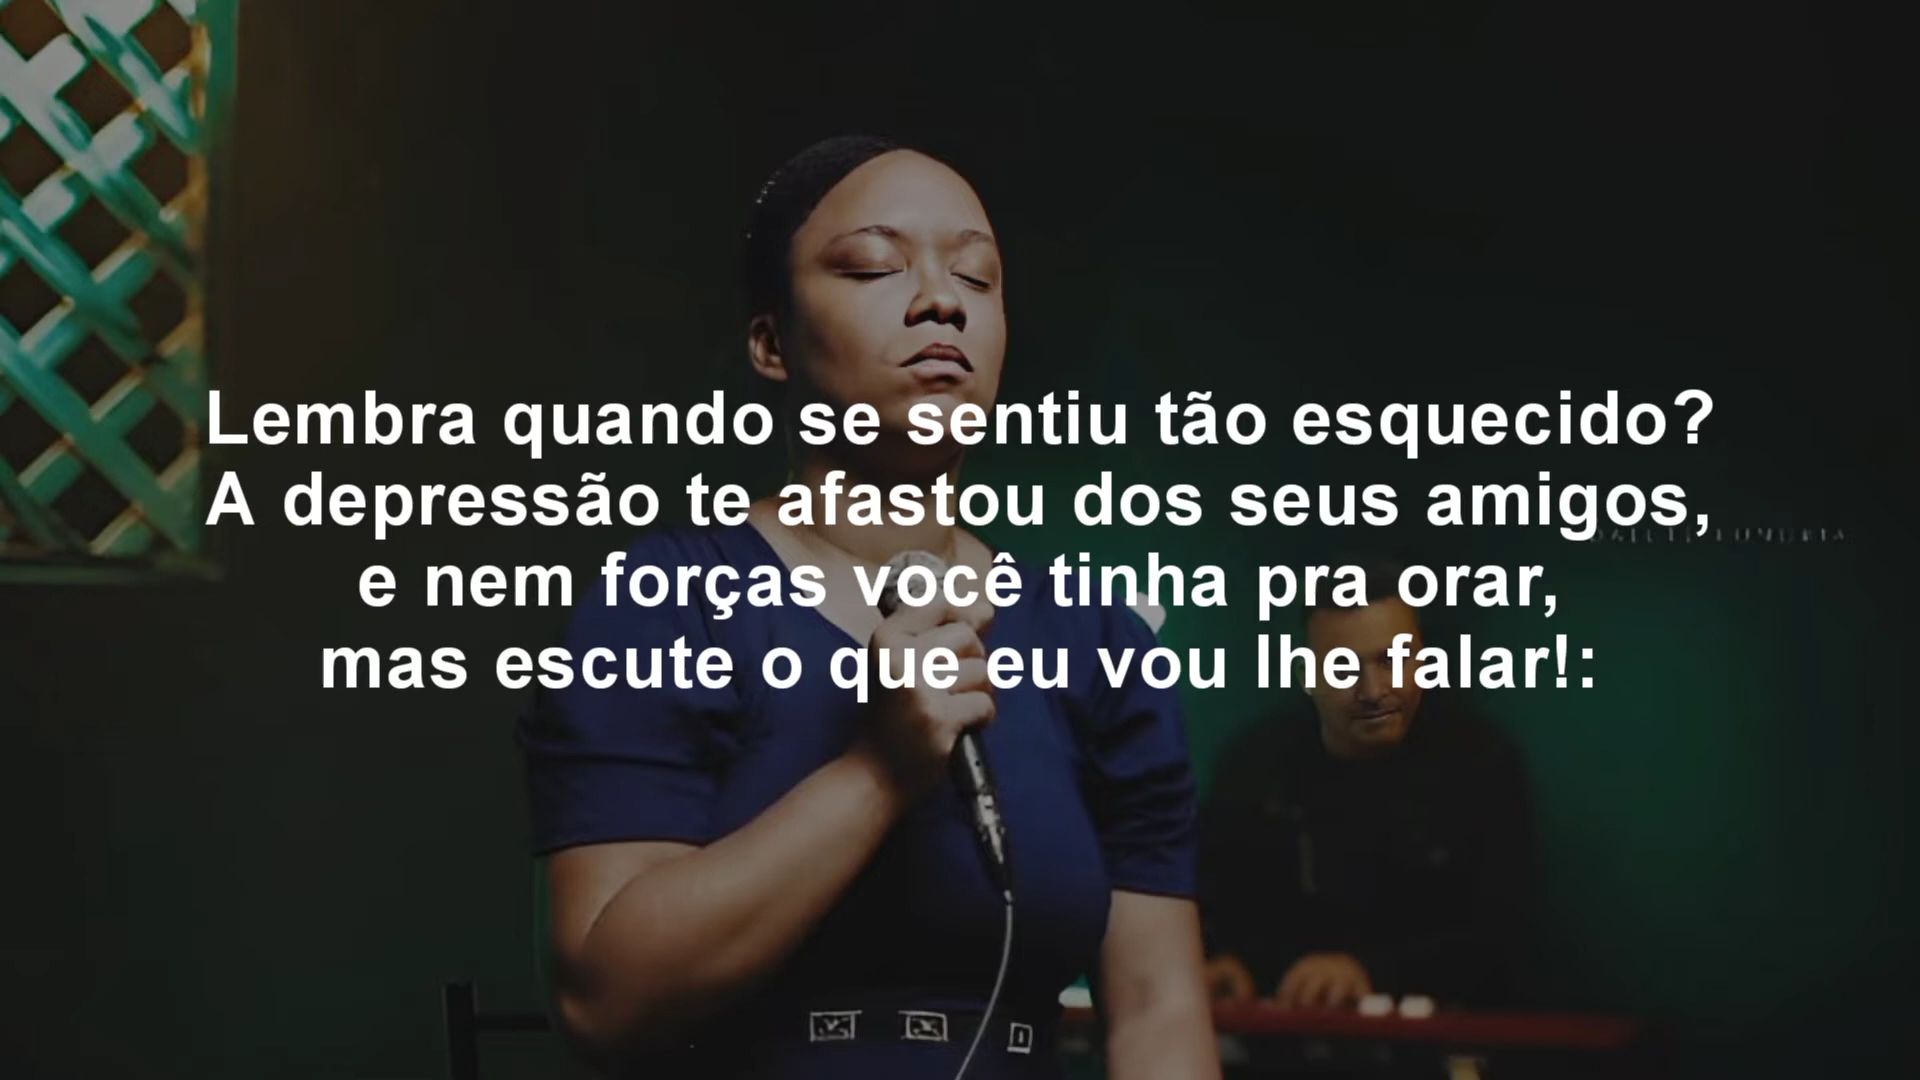 Lembra quando se sentiu tão esquecido?
A depressão te afastou dos seus amigos,
e nem forças você tinha pra orar,
mas escute o que eu vou lhe falar!: